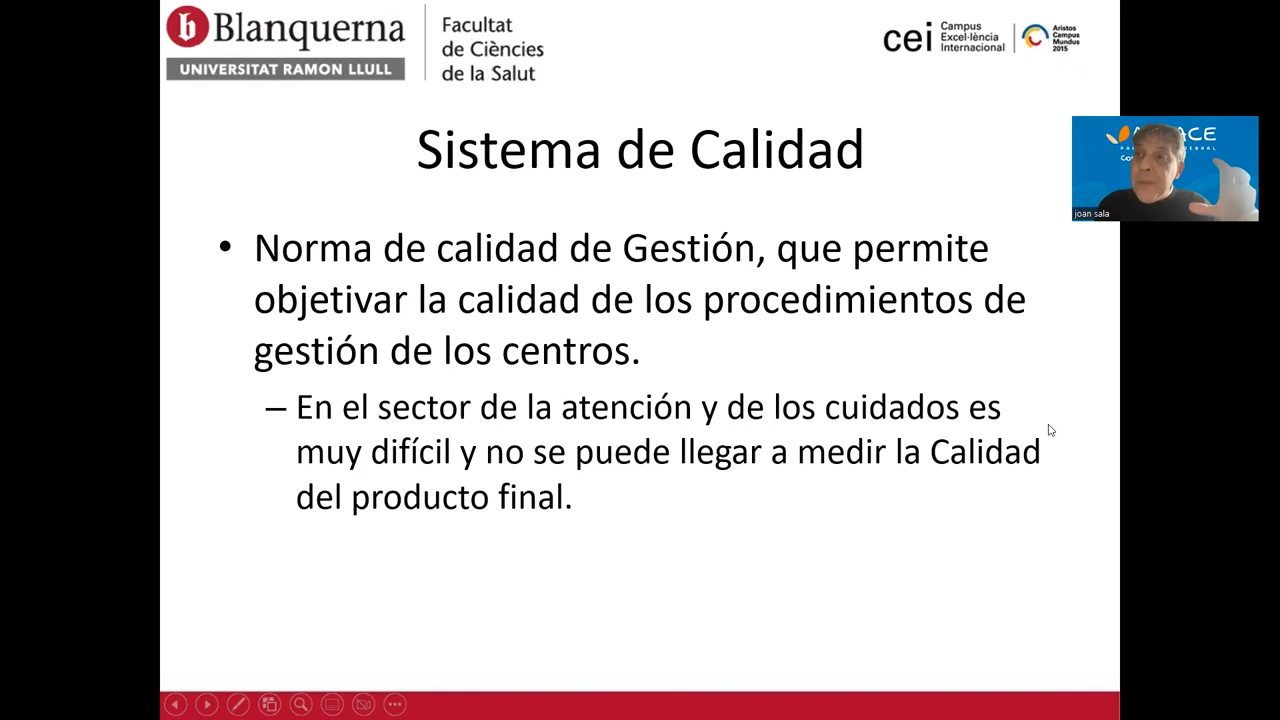 Blanquerna
UNIVERSITAT RAMON LLULL
Facultat
de Ciències
de la Salut
cei
Campus
Excel·lència
Internacional
Aristos
Campus
Mundus
2015
Sistema de Calidad
joan sala
• Norma de calidad de Gestión, que permite
objetivar la calidad de los procedimientos de
gestión de los centros.
– En el sector de la atención y de los cuidados es
muy difícil y no se puede llegar a medir la Calidad
del producto final.